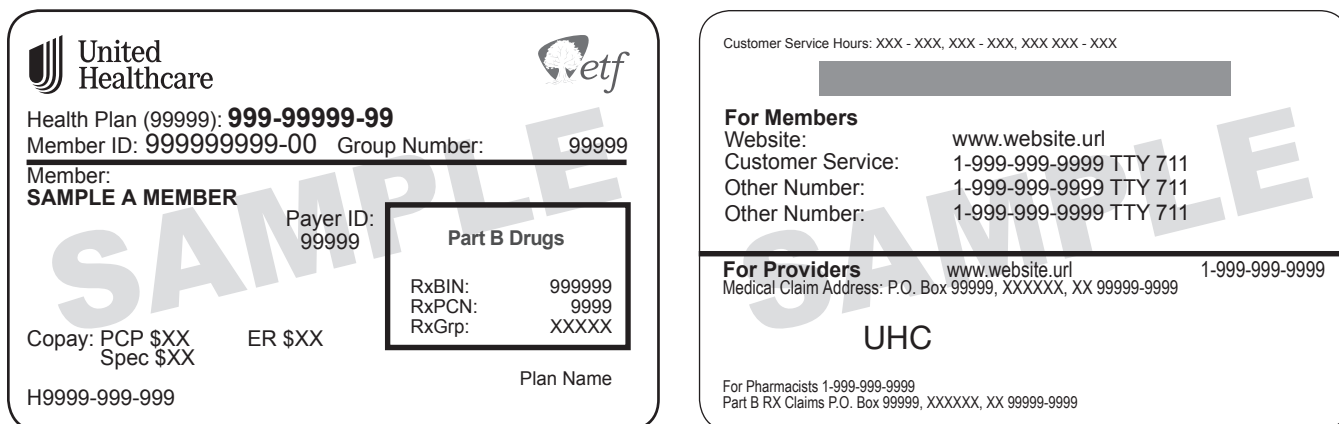 United
Healthcare
etf
Health Plan (99999): 999-99999-99
Member ID: 999999999-00 Group Number: 99999
Member:
SAMPLE A MEMBER
Payer ID:
99999
Part B Drugs
RxBIN: 999999
RxPCN: 9999
RxGrp: XXXXX
Copay: PCP $XX ER $XX
Spec $XX
Plan Name
H9999-999-999
SAMPLE
Customer Service Hours: XXX - XXX, XXX - XXX, XXX XXX - XXX
For Members
Website: www.website.url
Customer Service: 1-999-999-9999 TTY 711
Other Number: 1-999-999-9999 TTY 711
Other Number: 1-999-999-9999 TTY 711
For Providers www.website.url 1-999-999-9999
Medical Claim Address: P.O. Box 99999, XXXXXX, XX 99999-9999
UHC
For Pharmacists 1-999-999-9999
Part B RX Claims P.O. Box 99999, XXXXXX, XX 99999-9999
SAMPLE